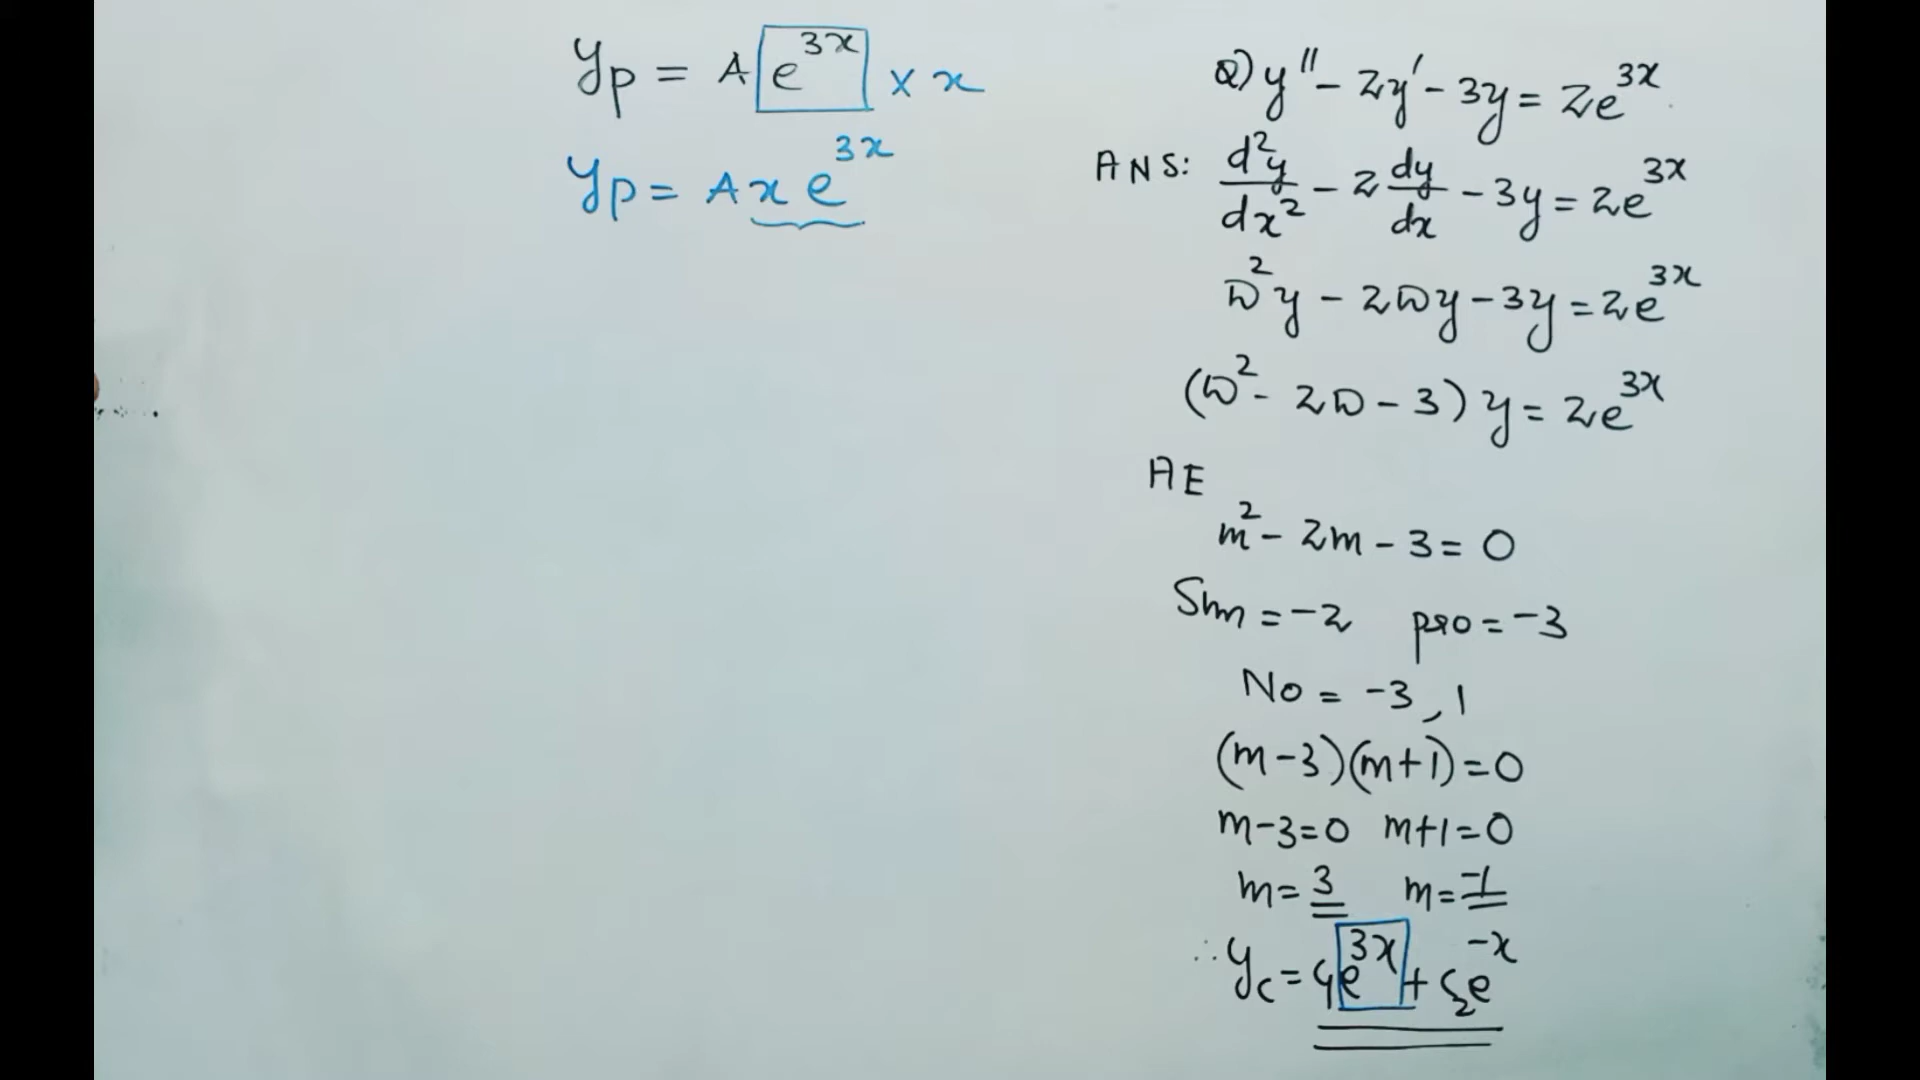 yp = A e^3x × x
yp = A x e^3x
Q) y'' - 2y' - 3y = 2e^3x
ANS: d²y/dx² - 2 dy/dx - 3y = 2e^3x
D²y - 2Dy - 3y = 2e^3x
(D² - 2D - 3) y = 2e^3x
AE
m² - 2m - 3 = 0
Sum = -2 pro = -3
No = -3, 1
(m-3)(m+1)=0
m-3=0 m+1=0
m=3 m=-1
∴ yc = c₁e^3x + c₂e^-x